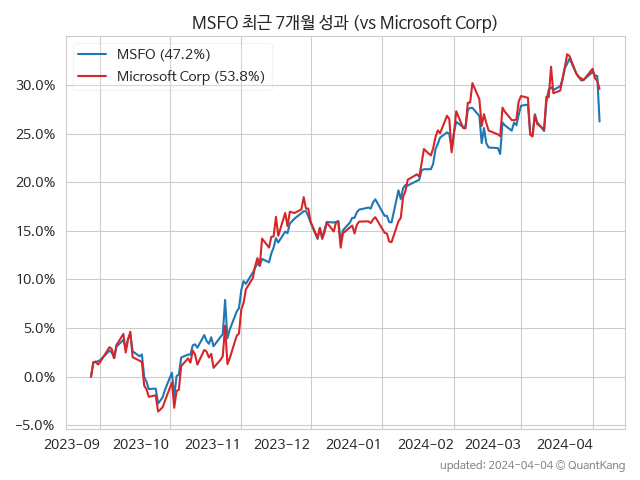 MSFO 최근 7개월 성과 (vs Microsoft Corp)
MSFO (47.2%)
Microsoft Corp (53.8%)
30.0%
25.0%
20.0%
15.0%
10.0%
5.0%
0.0%
−5.0%
2023-09 2023-10 2023-11 2023-12 2024-01 2024-02 2024-03 2024-04
updated: 2024-04-04 © QuantKang